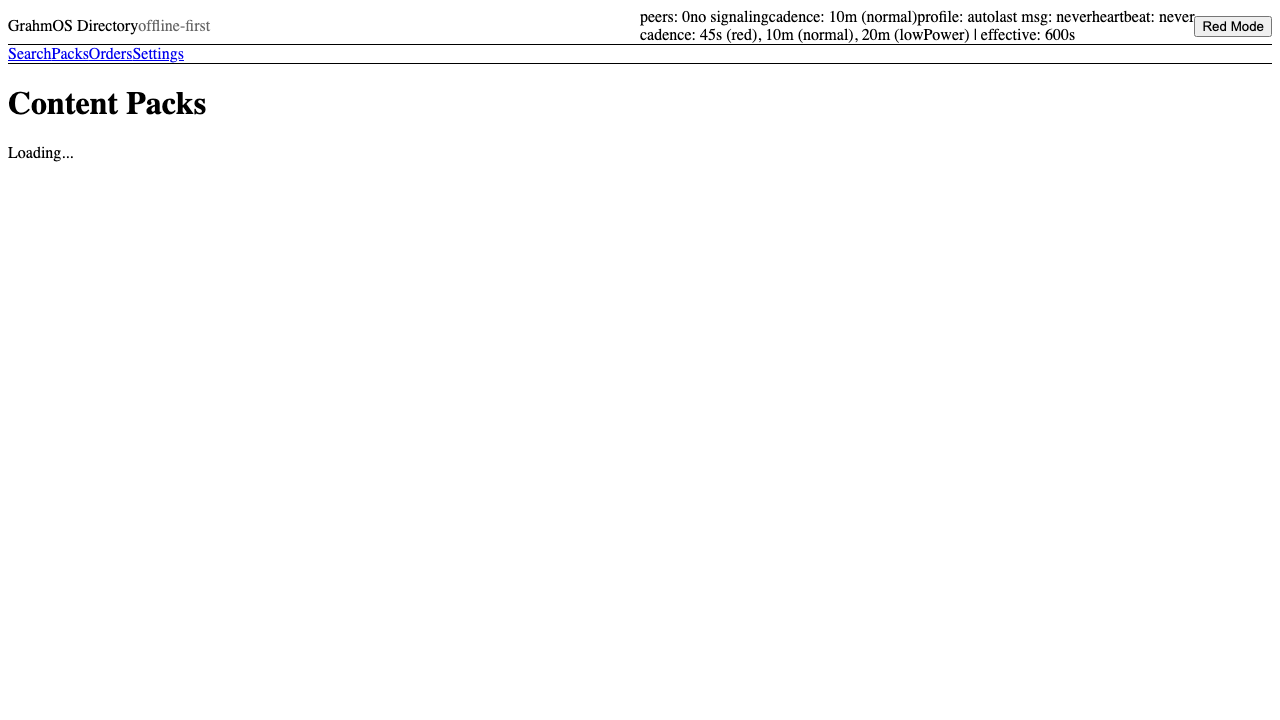 GrahmOS Directoryoffline-first
peers: 0no signalingcadence: 10m (normal)profile: autolast msg: neverheartbeat: never
cadence: 45s (red), 10m (normal), 20m (lowPower) | effective: 600s
Red Mode
SearchPacksOrdersSettings
Content Packs
Loading...